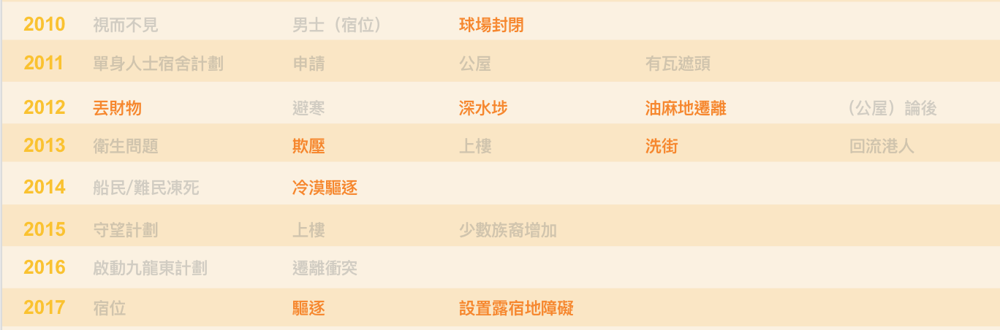 2010 視而不見 男士（宿位） 球場封閉
2011 單身人士宿舍計劃 申請 公屋 有瓦遮頭
2012 丟財物 避寒 深水埗 油麻地遷離 （公屋）論後
2013 衛生問題 欺壓 上樓 洗街 回流港人
2014 船民/難民凍死 冷漠驅逐
2015 守望計劃 上樓 少數族裔增加
2016 啟動九龍東計劃 遷離衝突
2017 宿位 驅逐 設置露宿地障礙